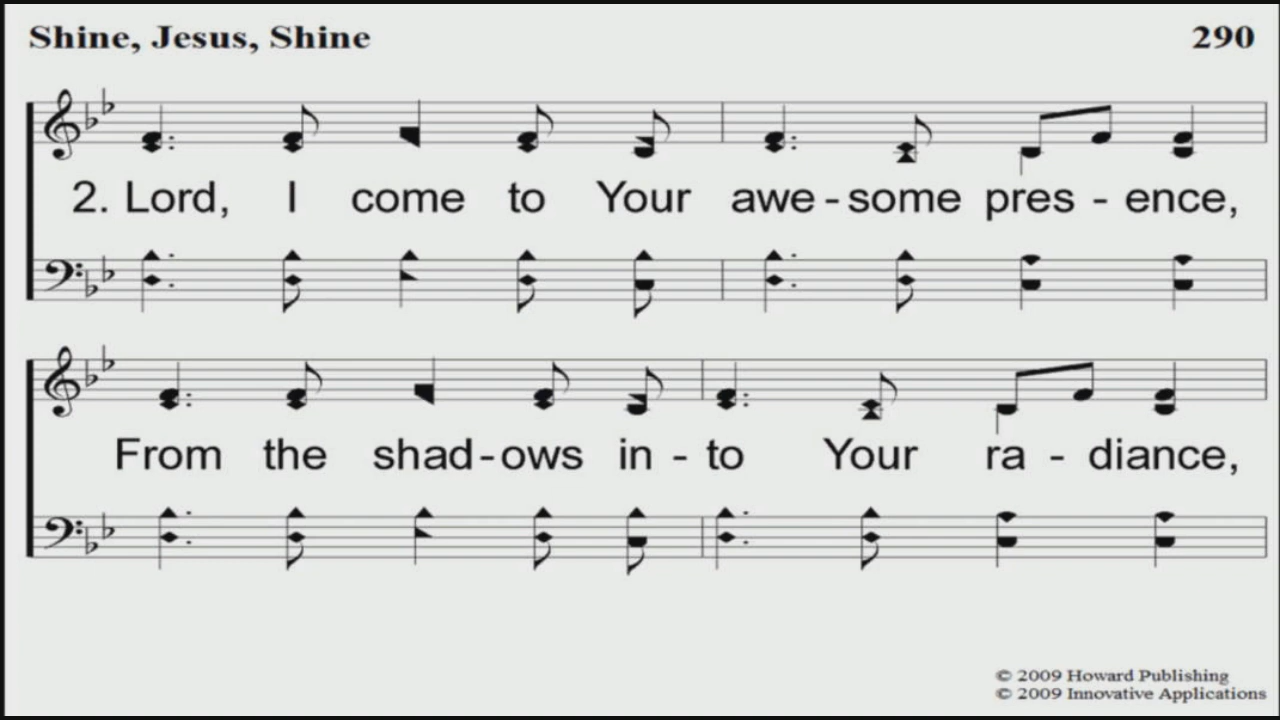 Shine, Jesus, Shine 290
2. Lord, I come to Your awe - some pres - ence,
From the shad - ows in - to Your ra - diance,
© 2009 Howard Publishing
© 2009 Innovative Applications